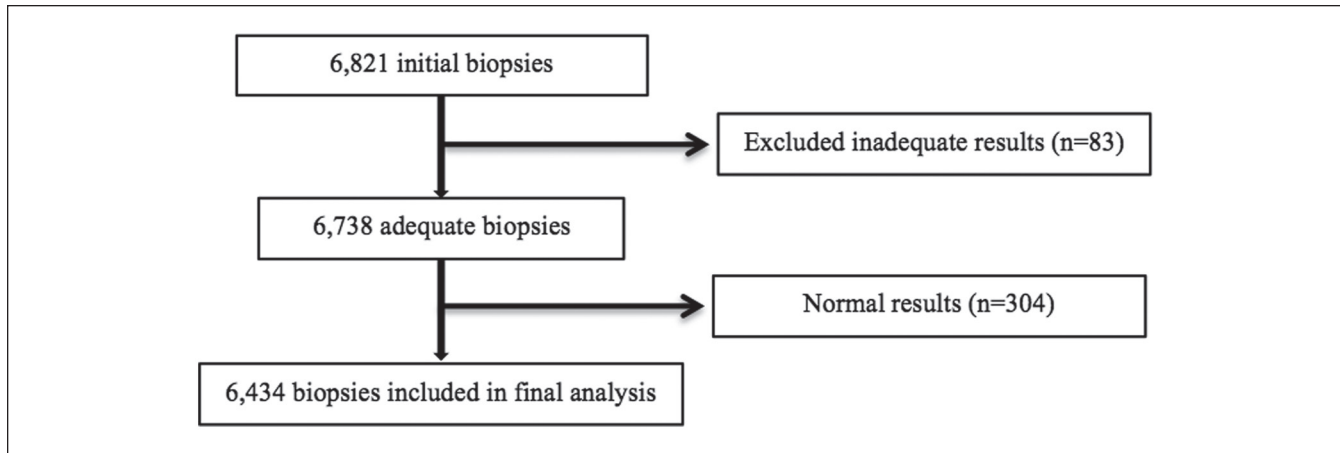 6,821 initial biopsies
Excluded inadequate results (n=83)
6,738 adequate biopsies
Normal results (n=304)
6,434 biopsies included in final analysis